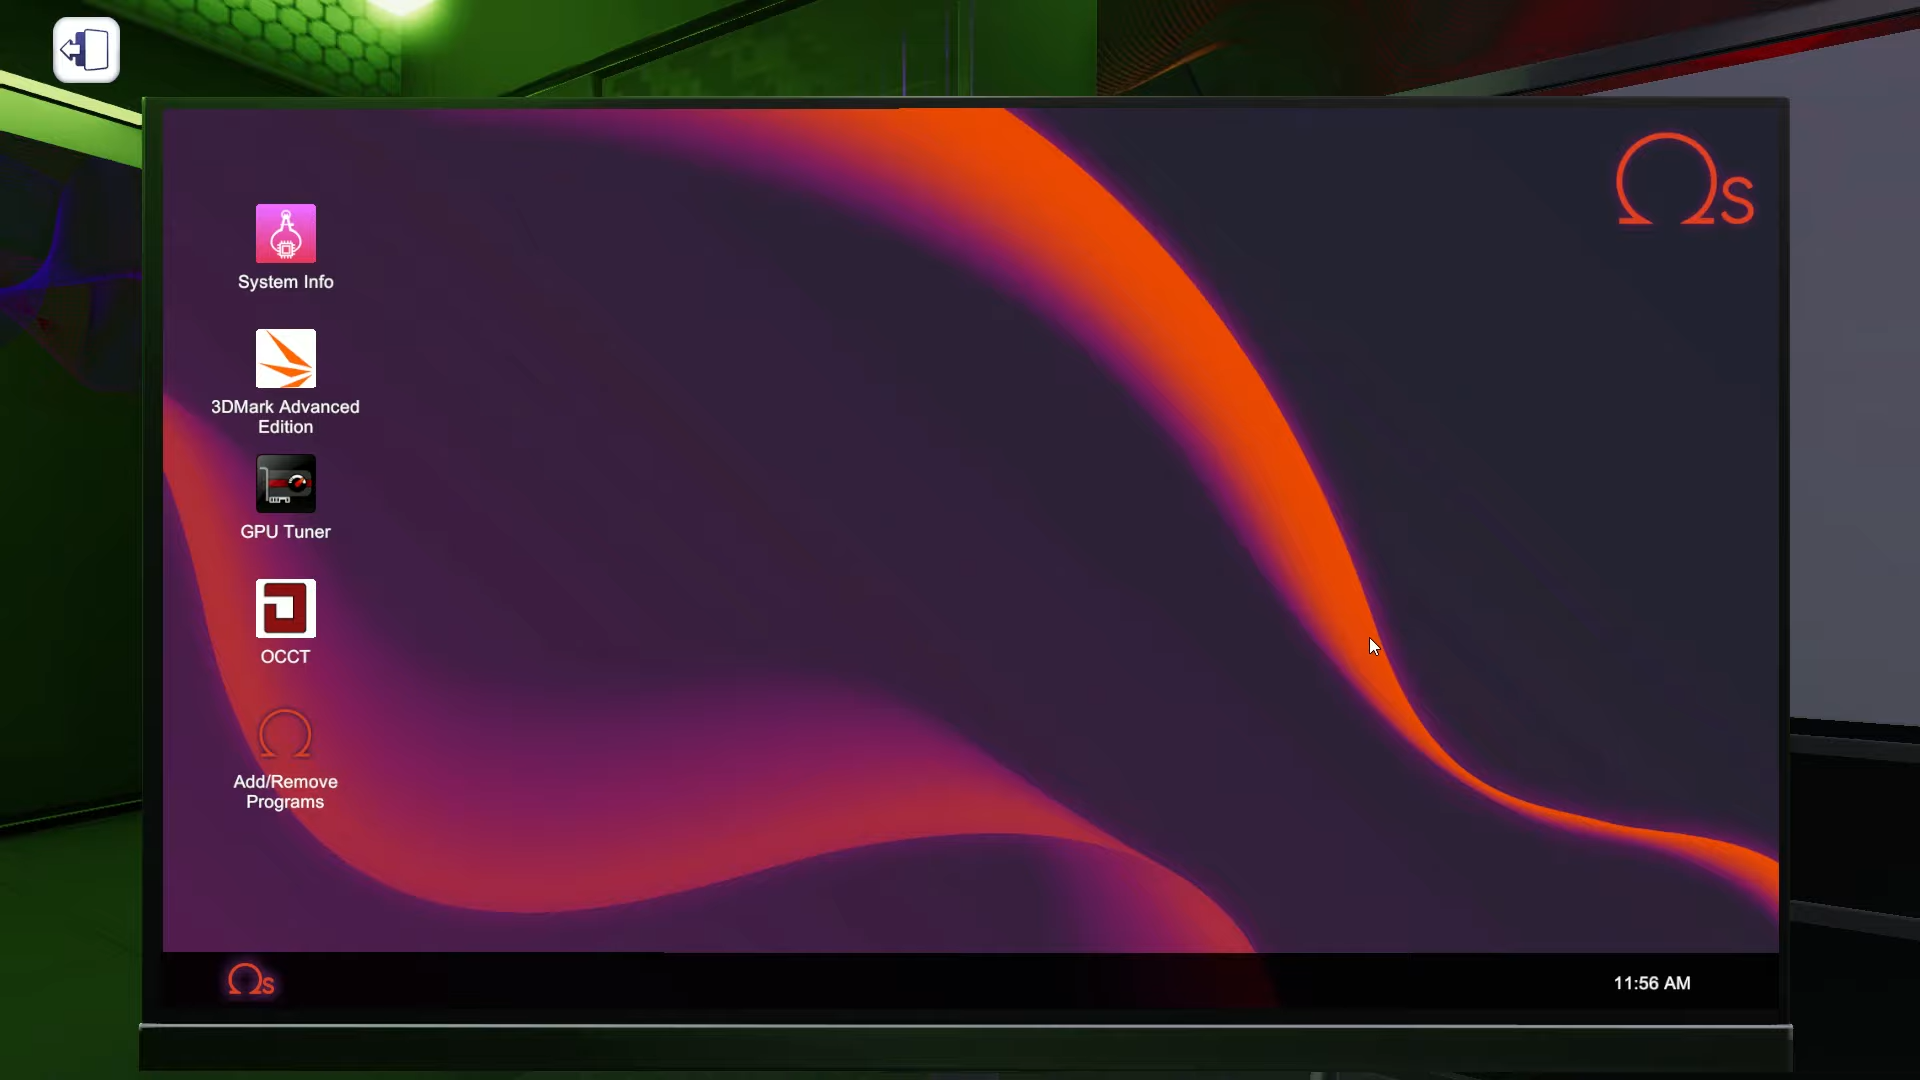 Ωs
System Info
3DMark Advanced
Edition
GPU Tuner
OCCT
Add/Remove
Programs
Ωs
11:56 AM